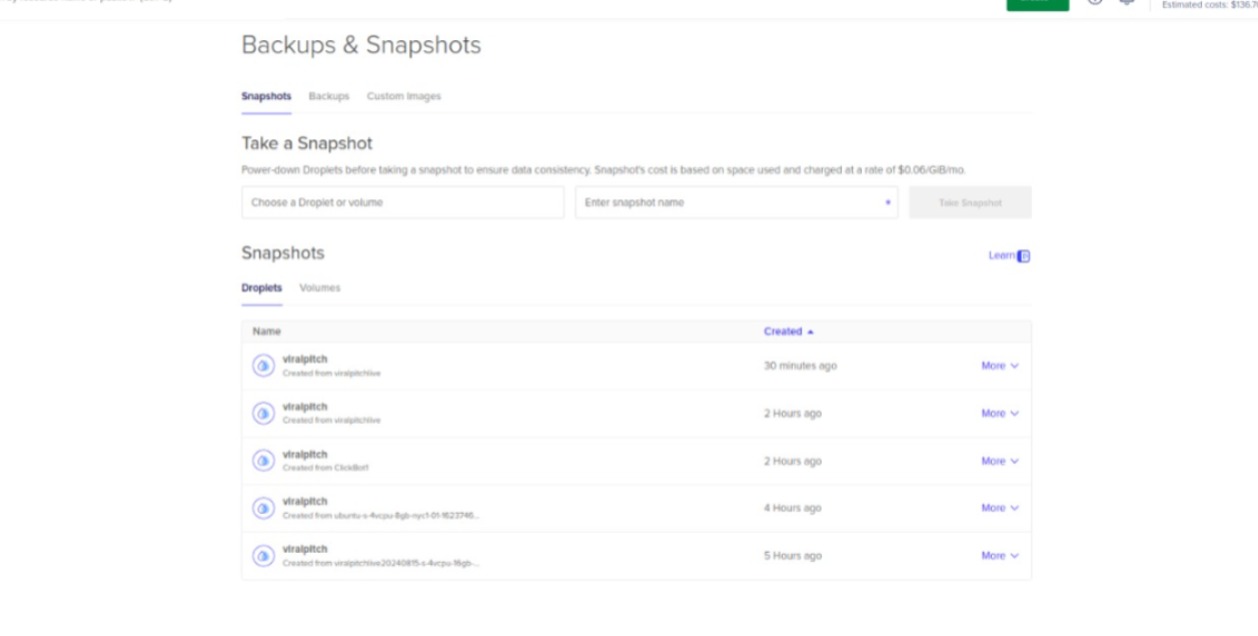 Estimated costs: $136.7
Backups & Snapshots
Snapshots Backups Custom Images
Take a Snapshot
Power-down Droplets before taking a snapshot to ensure data consistency. Snapshot's cost is based on space used and charged at a rate of $0.06/GiB/mo.
Choose a Droplet or volume Enter snapshot name Take Snapshot
Snapshots Learn
Droplets Volumes
Name Created
viralpitch
Created from viralpitchlive
30 minutes ago More
viralpitch
Created from viralpitchlive
2 Hours ago More
viralpitch
Created from ClickBot1
2 Hours ago More
viralpitch
Created from ubuntu-s-4vcpu-8gb-nyc1-01-1623746...
4 Hours ago More
viralpitch
Created from viralpitchlive20240815-s-4vcpu-16gb-...
5 Hours ago More